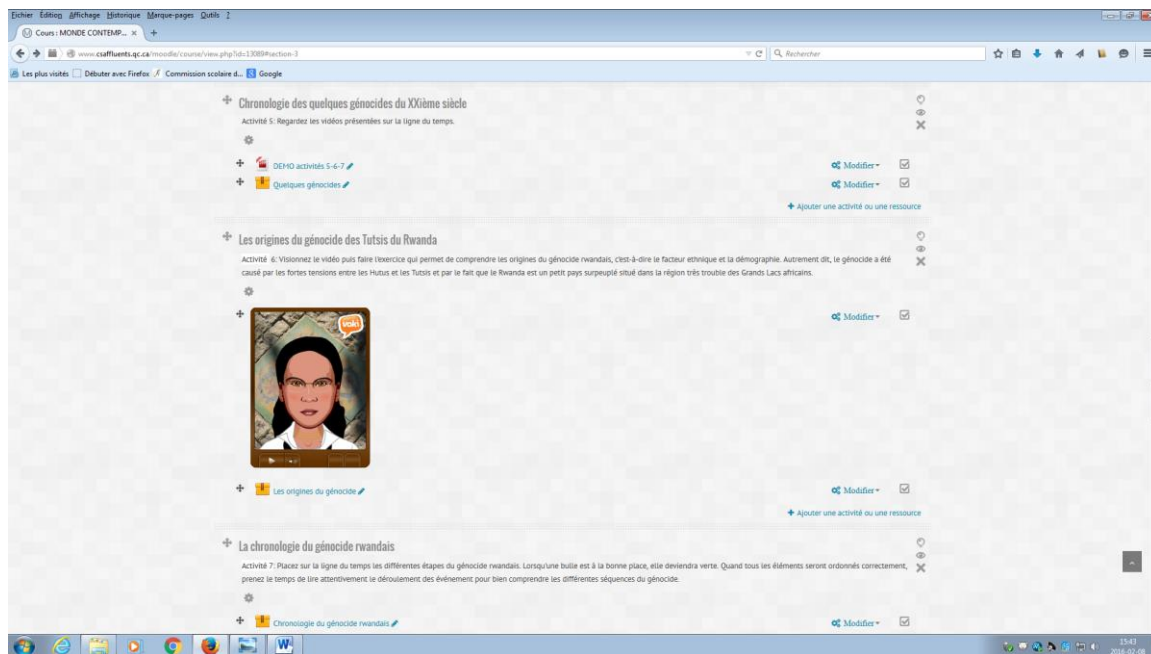 Fichier Édition Affichage Historique Marque-pages Outils ?
Cours : MONDE CONTEMP... × +
www.csaffluents.qc.ca/moodle/course/view.php?id=13089#section-3 Rechercher
Les plus visités Débuter avec Firefox Commission scolaire d... Google
Chronologie des quelques génocides du XXième siècle
Activité 5: Regardez les vidéos présentées sur la ligne du temps.
DEMO activités 5-6-7 Modifier
Quelques génocides Modifier
Ajouter une activité ou une ressource
Les origines du génocide des Tutsis du Rwanda
Activité 6: Visionnez le vidéo puis faire l'exercice qui permet de comprendre les origines du génocide rwandais, c'est-à-dire le facteur ethnique et la démographie. Autrement dit, le génocide a été
causé par les fortes tensions entre les Hutus et les Tutsis et par le fait que le Rwanda est un petit pays surpeuplé situé dans la région très trouble des Grands Lacs africains.
Modifier
voki
Les origines du génocide Modifier
Ajouter une activité ou une ressource
La chronologie du génocide rwandais
Activité 7: Placez sur la ligne du temps les différentes étapes du génocide rwandais. Lorsqu'une bulle est à la bonne place, elle deviendra verte. Quand tous les éléments seront ordonnés correctement,
prenez le temps de lire attentivement le déroulement des événement pour bien comprendre les différentes séquences du génocide.
Chronologie du génocide rwandais Modifier
15:43
2016-02-08